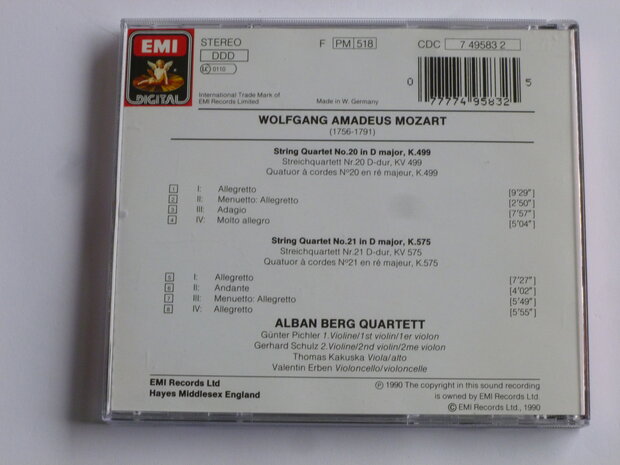 EMI
DIGITAL
STEREO
DDD
LC 0110
F PM 518
CDC 7 49583 2
International Trade Mark of
EMI Records Limited
Made in W. Germany
0 77774 95832 5
WOLFGANG AMADEUS MOZART
(1756-1791)
String Quartet No.20 in D major, K.499
Streichquartett Nr.20 D-dur, KV 499
Quatuor à cordes N°20 en ré majeur, K.499
1 I: Allegretto [9'29"]
2 II: Menuetto: Allegretto [2'50"]
3 III: Adagio [7'57"]
4 IV: Molto allegro [5'04"]
String Quartet No.21 in D major, K.575
Streichquartett Nr.21 D-dur, KV 575
Quatuor à cordes N°21 en ré majeur, K.575
5 I: Allegretto [7'27"]
6 II: Andante [4'02"]
7 III: Menuetto: Allegretto [5'49"]
8 IV: Allegretto [5'55"]
ALBAN BERG QUARTETT
Günter Pichler 1.Violine/1st violin/1er violon
Gerhard Schulz 2.Violine/2nd violin/2me violon
Thomas Kakuska Viola/alto
Valentin Erben Violoncello/violoncelle
EMI Records Ltd
Hayes Middlesex England
Ⓟ 1990 The copyright in this sound recording
is owned by EMI Records Ltd.
© EMI Records Ltd., 1990